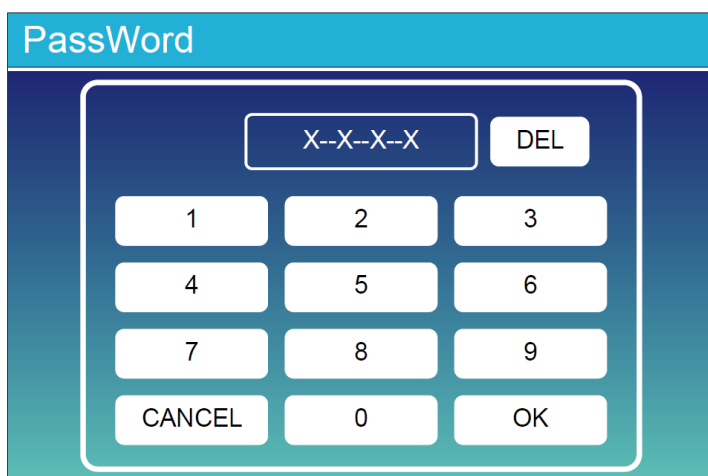 PassWord
X--X--X--X DEL
1 2 3
4 5 6
7 8 9
CANCEL 0 OK